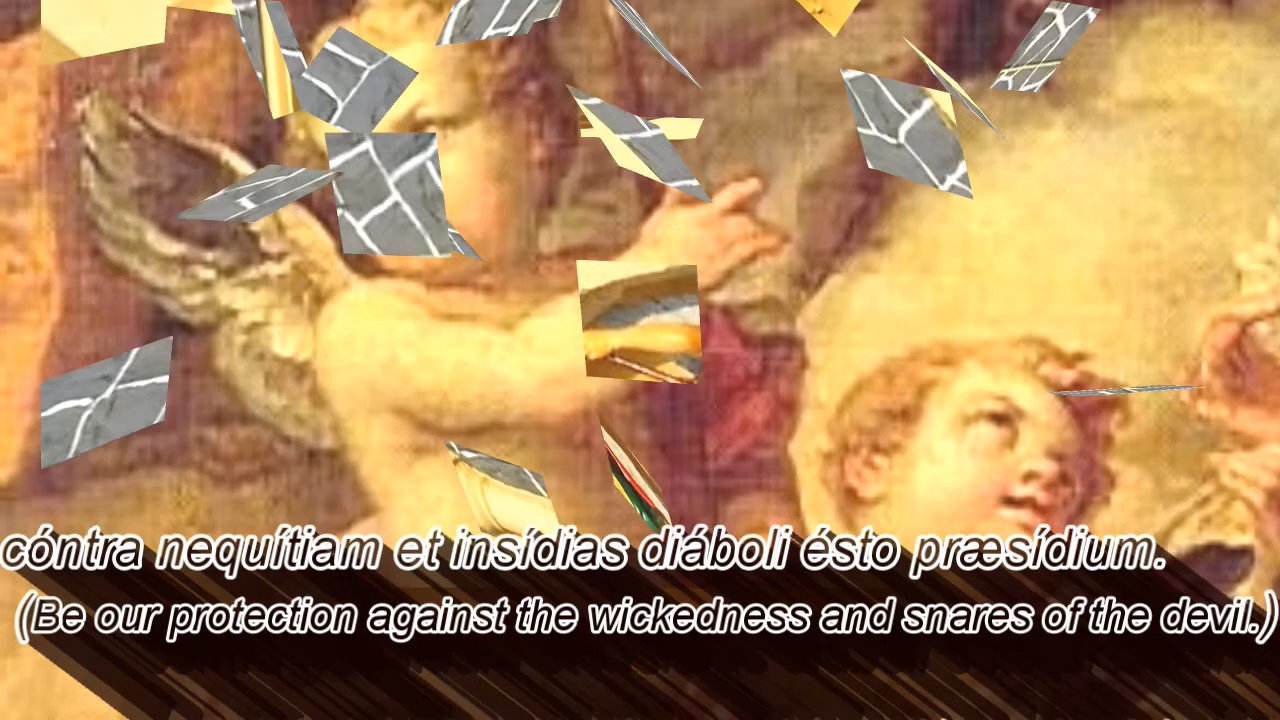 cóntra nequítiam et insídias diáboli ésto præsídium.
(Be our protection against the wickedness and snares of the devil.)